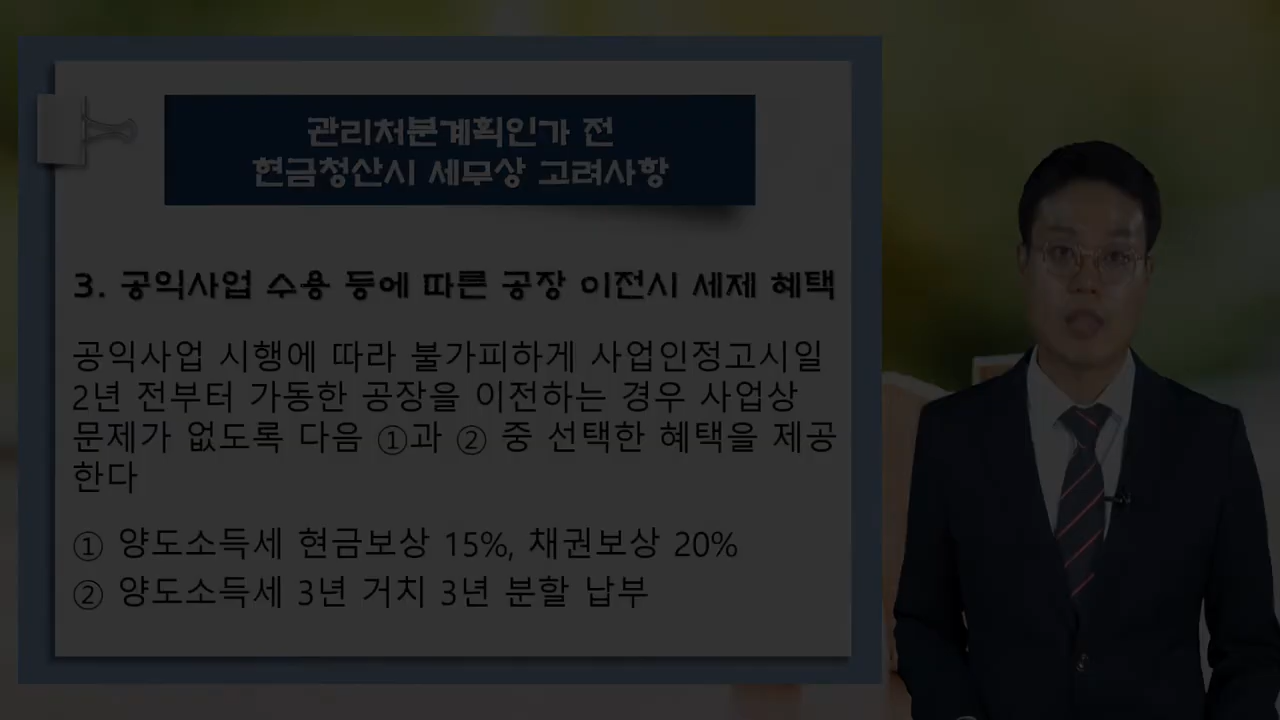 관리처분계획인가 전
현금청산시 세무상 고려사항
3. 공익사업 수용 등에 따른 공장 이전시 세제 혜택
공익사업 시행에 따라 불가피하게 사업인정고시일
2년 전부터 가동한 공장을 이전하는 경우 사업상
문제가 없도록 다음 ①과 ② 중 선택한 혜택을 제공
한다
① 양도소득세 현금보상 15%, 채권보상 20%
② 양도소득세 3년 거치 3년 분할 납부